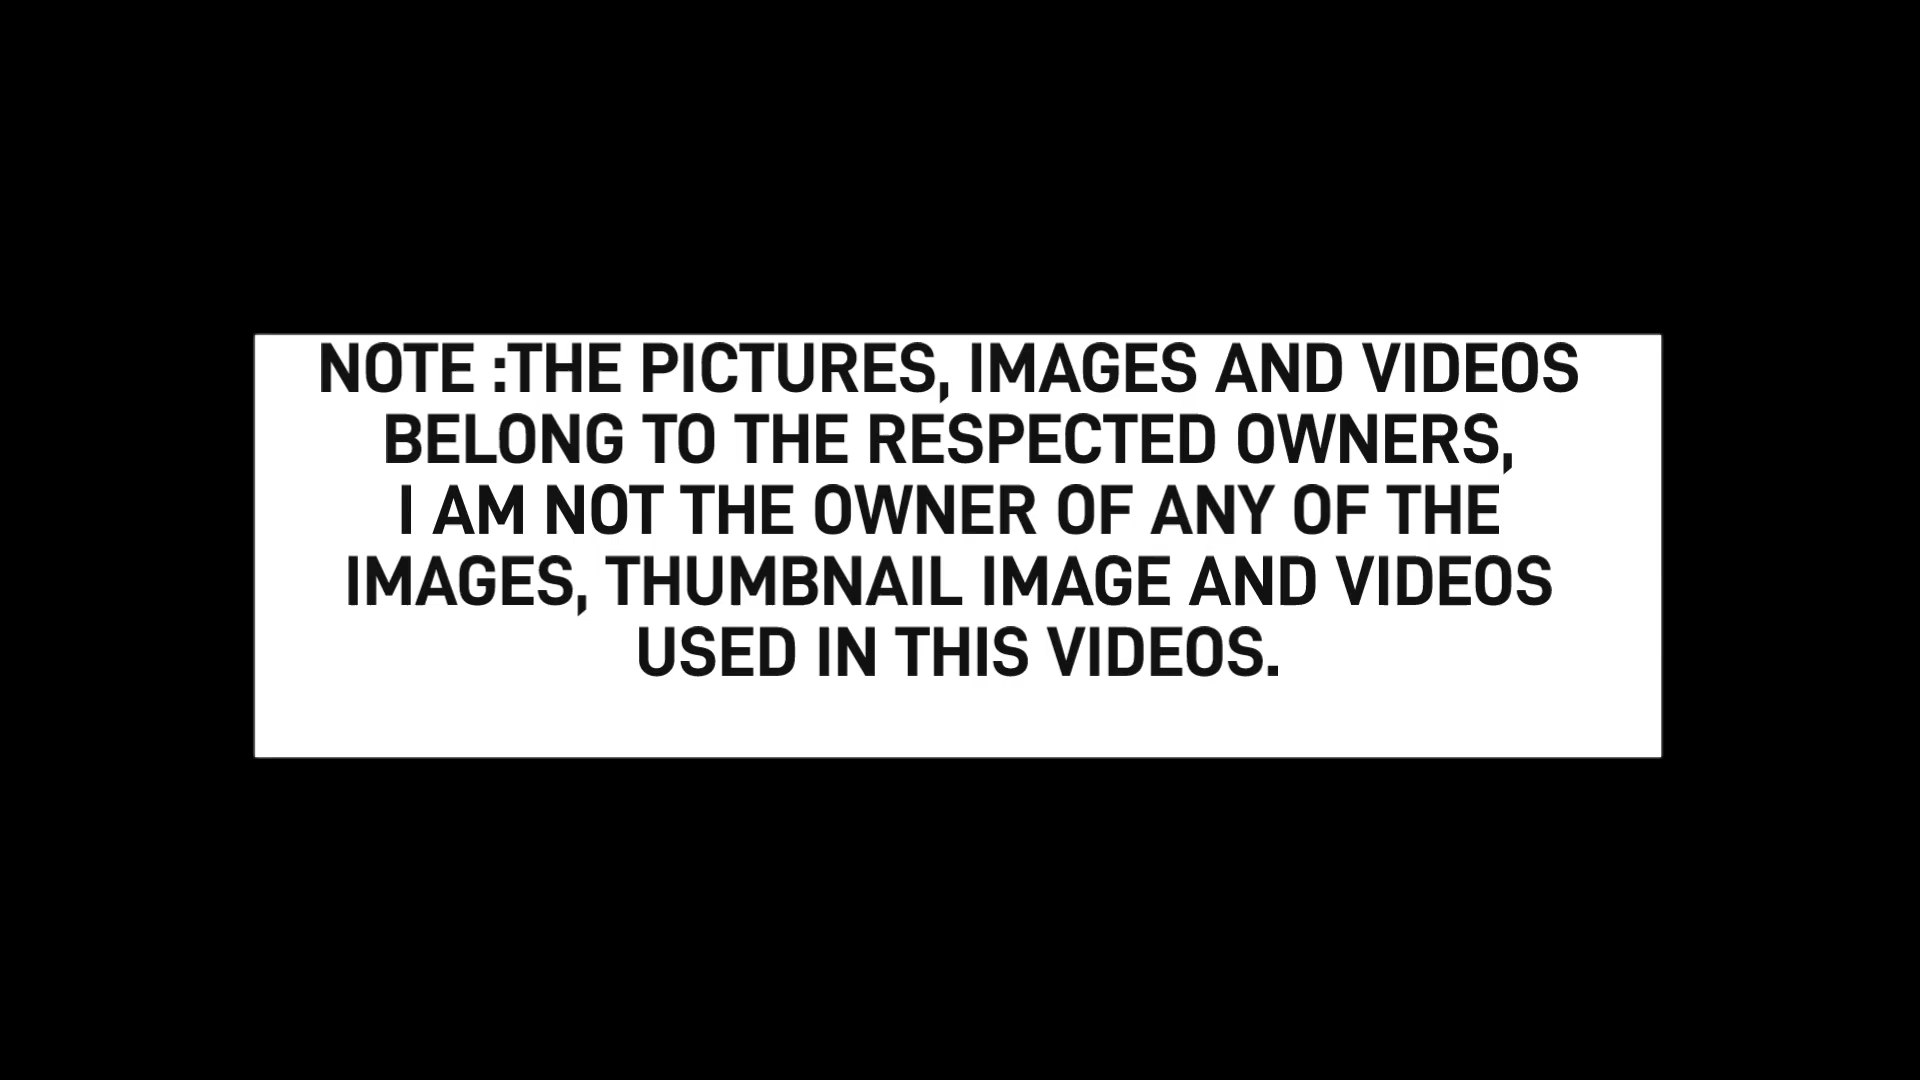 NOTE :THE PICTURES, IMAGES AND VIDEOS
BELONG TO THE RESPECTED OWNERS,
I AM NOT THE OWNER OF ANY OF THE
IMAGES, THUMBNAIL IMAGE AND VIDEOS
USED IN THIS VIDEOS.